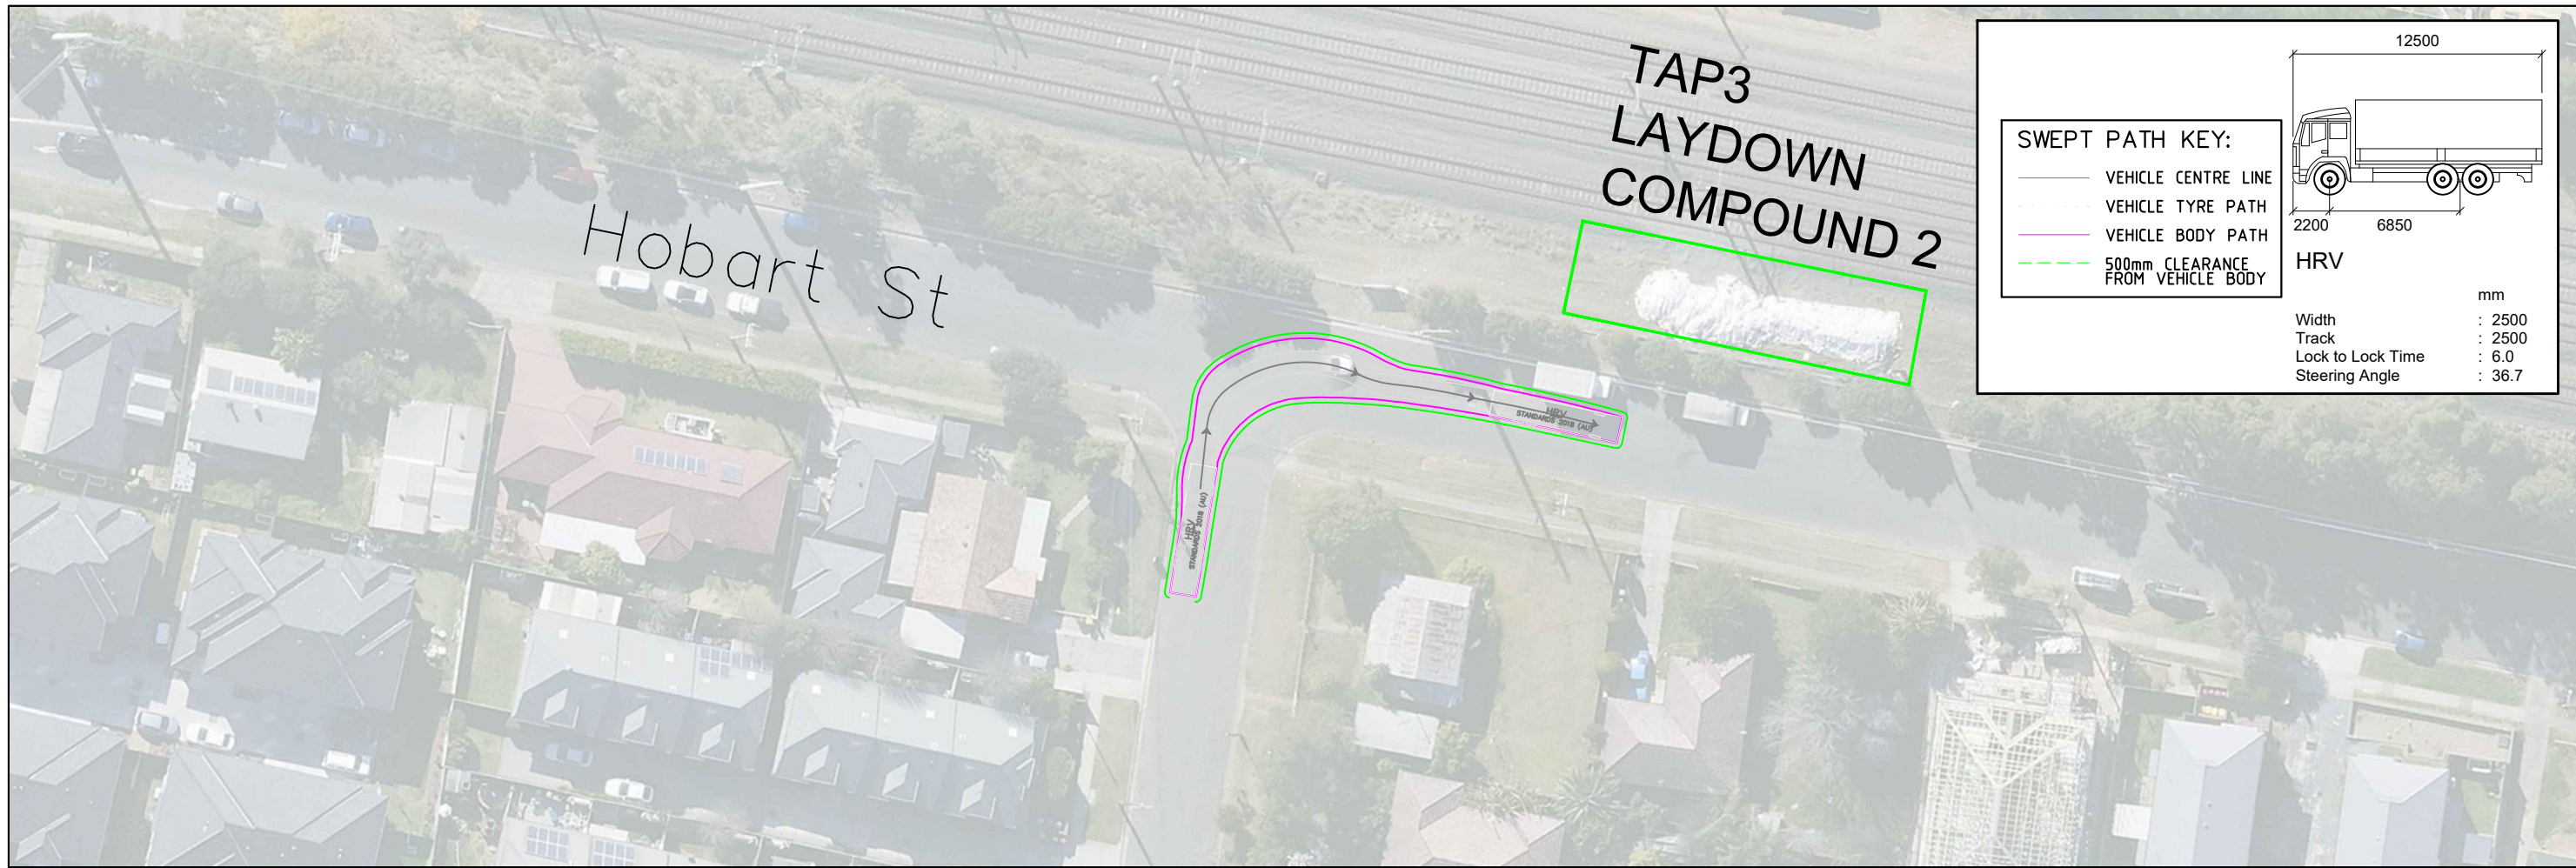 Hobart St
TAP3
LAYDOWN
COMPOUND 2
HRV
STANDARDS 2018 (AU)
HRV
STANDARDS 2018 (AU)
SWEPT PATH KEY:
VEHICLE CENTRE LINE
VEHICLE TYRE PATH
VEHICLE BODY PATH
500mm CLEARANCE
FROM VEHICLE BODY
12500
2200 6850
HRV
mm
Width : 2500
Track : 2500
Lock to Lock Time : 6.0
Steering Angle : 36.7